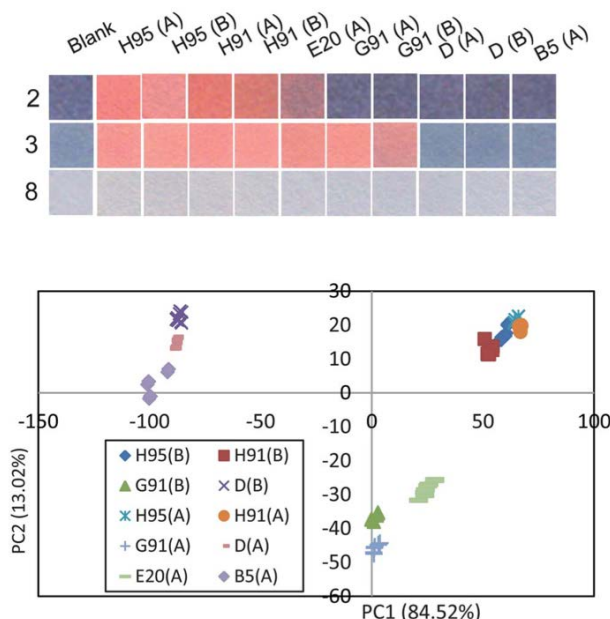 Blank H95 (A) H95 (B) H91 (A) H91 (B) E20 (A) G91 (A) G91 (B) D (A) D (B) B5 (A)
2
3
8
30
20
10
0
-150 -100 -50 0 50 100
-10
-20
-30
-40
-50
-60
PC2 (13.02%)
H95(B) H91(B)
G91(B) D(B)
H95(A) H91(A)
G91(A) D(A)
E20(A) B5(A)
PC1 (84.52%)